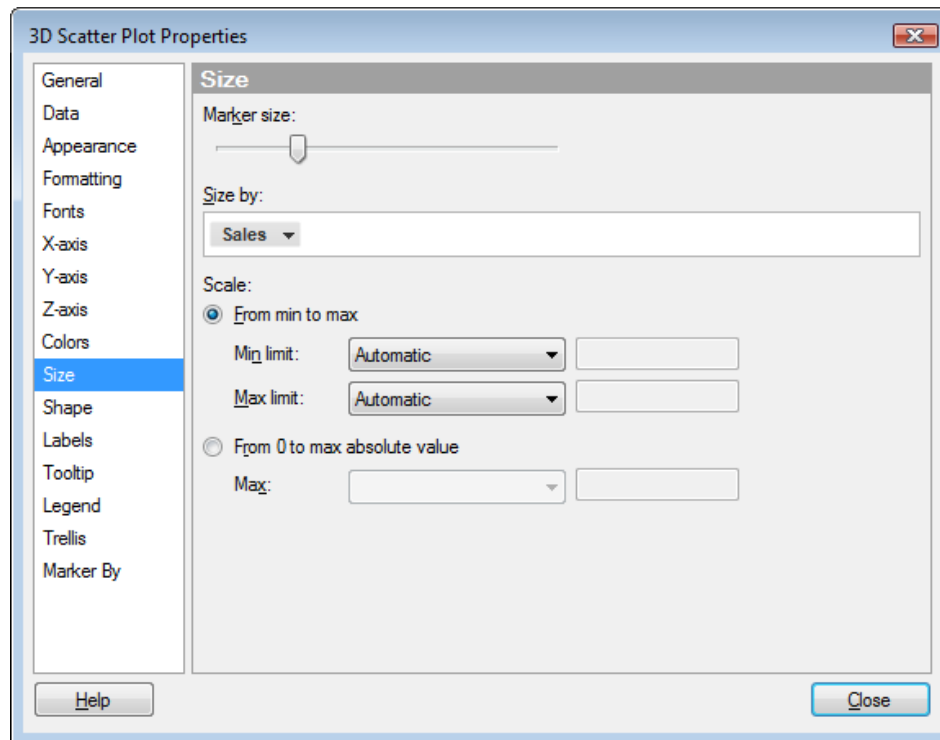 3D Scatter Plot Properties
General
Data
Appearance
Formatting
Fonts
X-axis
Y-axis
Z-axis
Colors
Size
Shape
Labels
Tooltip
Legend
Trellis
Marker By
Size
Marker size:
Size by:
Sales
Scale:
From min to max
Min limit: Automatic
Max limit: Automatic
From 0 to max absolute value
Max:
Help
Close